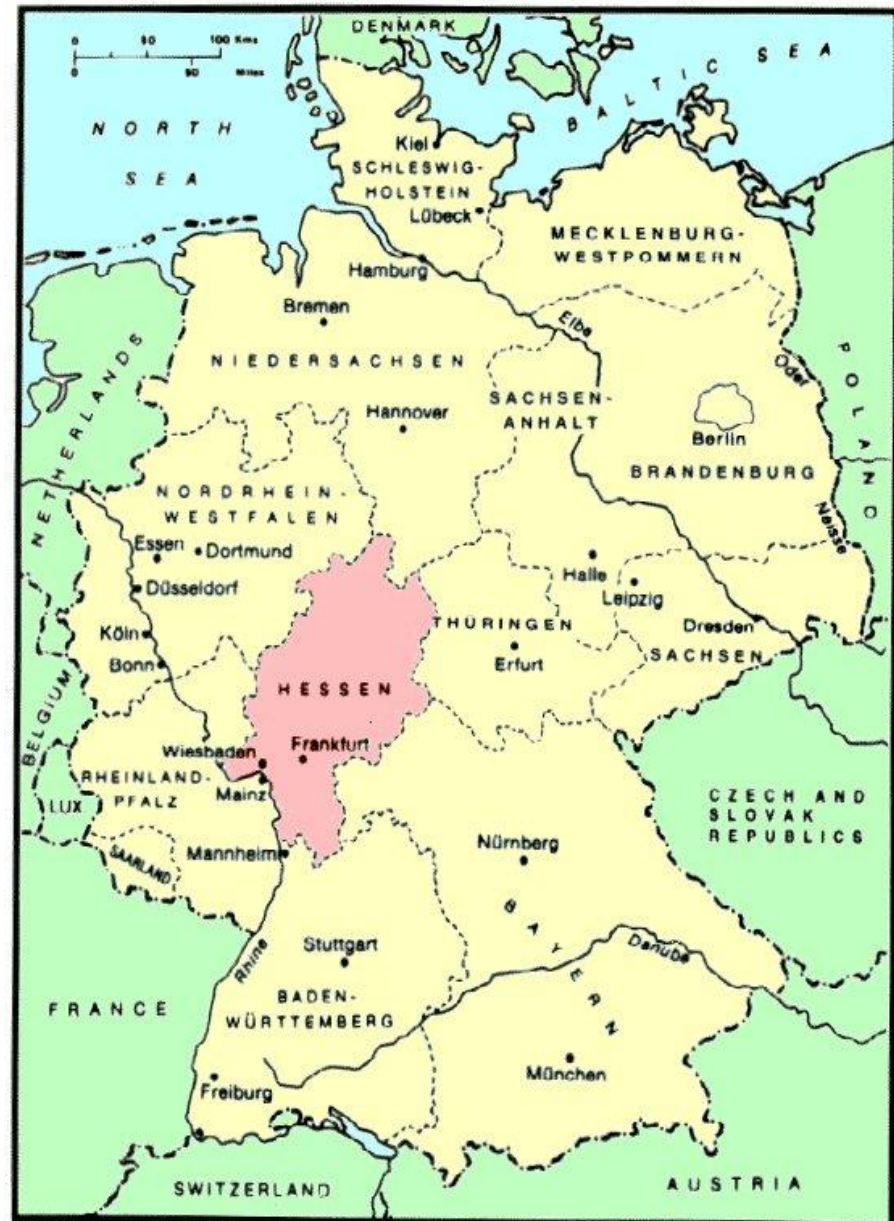 DENMARK
0 50 100 Kms
0 50 Miles
BALTIC SEA
NORTH
SEA
Kiel
SCHLESWIG-
HOLSTEIN
Lübeck
MECKLENBURG-
WESTPOMMERN
Hamburg
Bremen
Elbe
NIEDERSACHSEN
Oder
POLAND
NETHERLANDS
SACHSEN-
ANHALT
Hannover
Berlin
BRANDENBURG
NORDRHEIN-
WESTFALEN
Neisse
Essen
Dortmund
Düsseldorf
Halle
Leipzig
THÜRINGEN
Dresden
Köln
Erfurt
SACHSEN
Bonn
HESSEN
BELGIUM
Wiesbaden
Frankfurt
RHEINLAND-
PFALZ
Mainz
LUX
CZECH AND
SLOVAK
REPUBLICS
SAARLAND
Mannheim
Nürnberg
BAYERN
Rhine
Stuttgart
Danube
FRANCE
BADEN-
WÜRTTEMBERG
München
Freiburg
SWITZERLAND
AUSTRIA